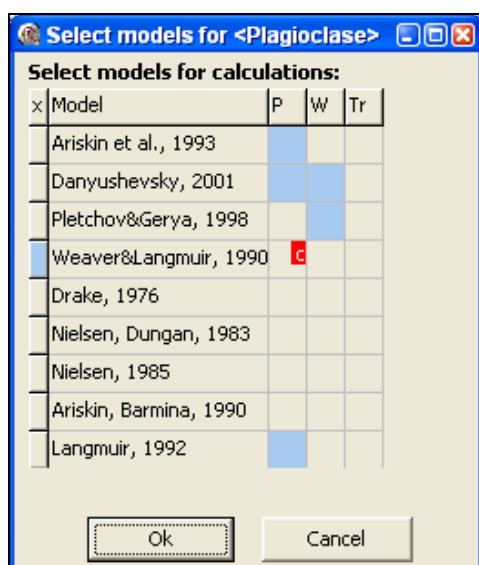 Select models for <Plagioclase>
Select models for calculations:
x Model P W Tr
Ariskin et al., 1993
Danyushevsky, 2001
Pletchov&Gerya, 1998
Weaver&Langmuir, 1990 c
Drake, 1976
Nielsen, Dungan, 1983
Nielsen, 1985
Ariskin, Barmina, 1990
Langmuir, 1992
Ok Cancel